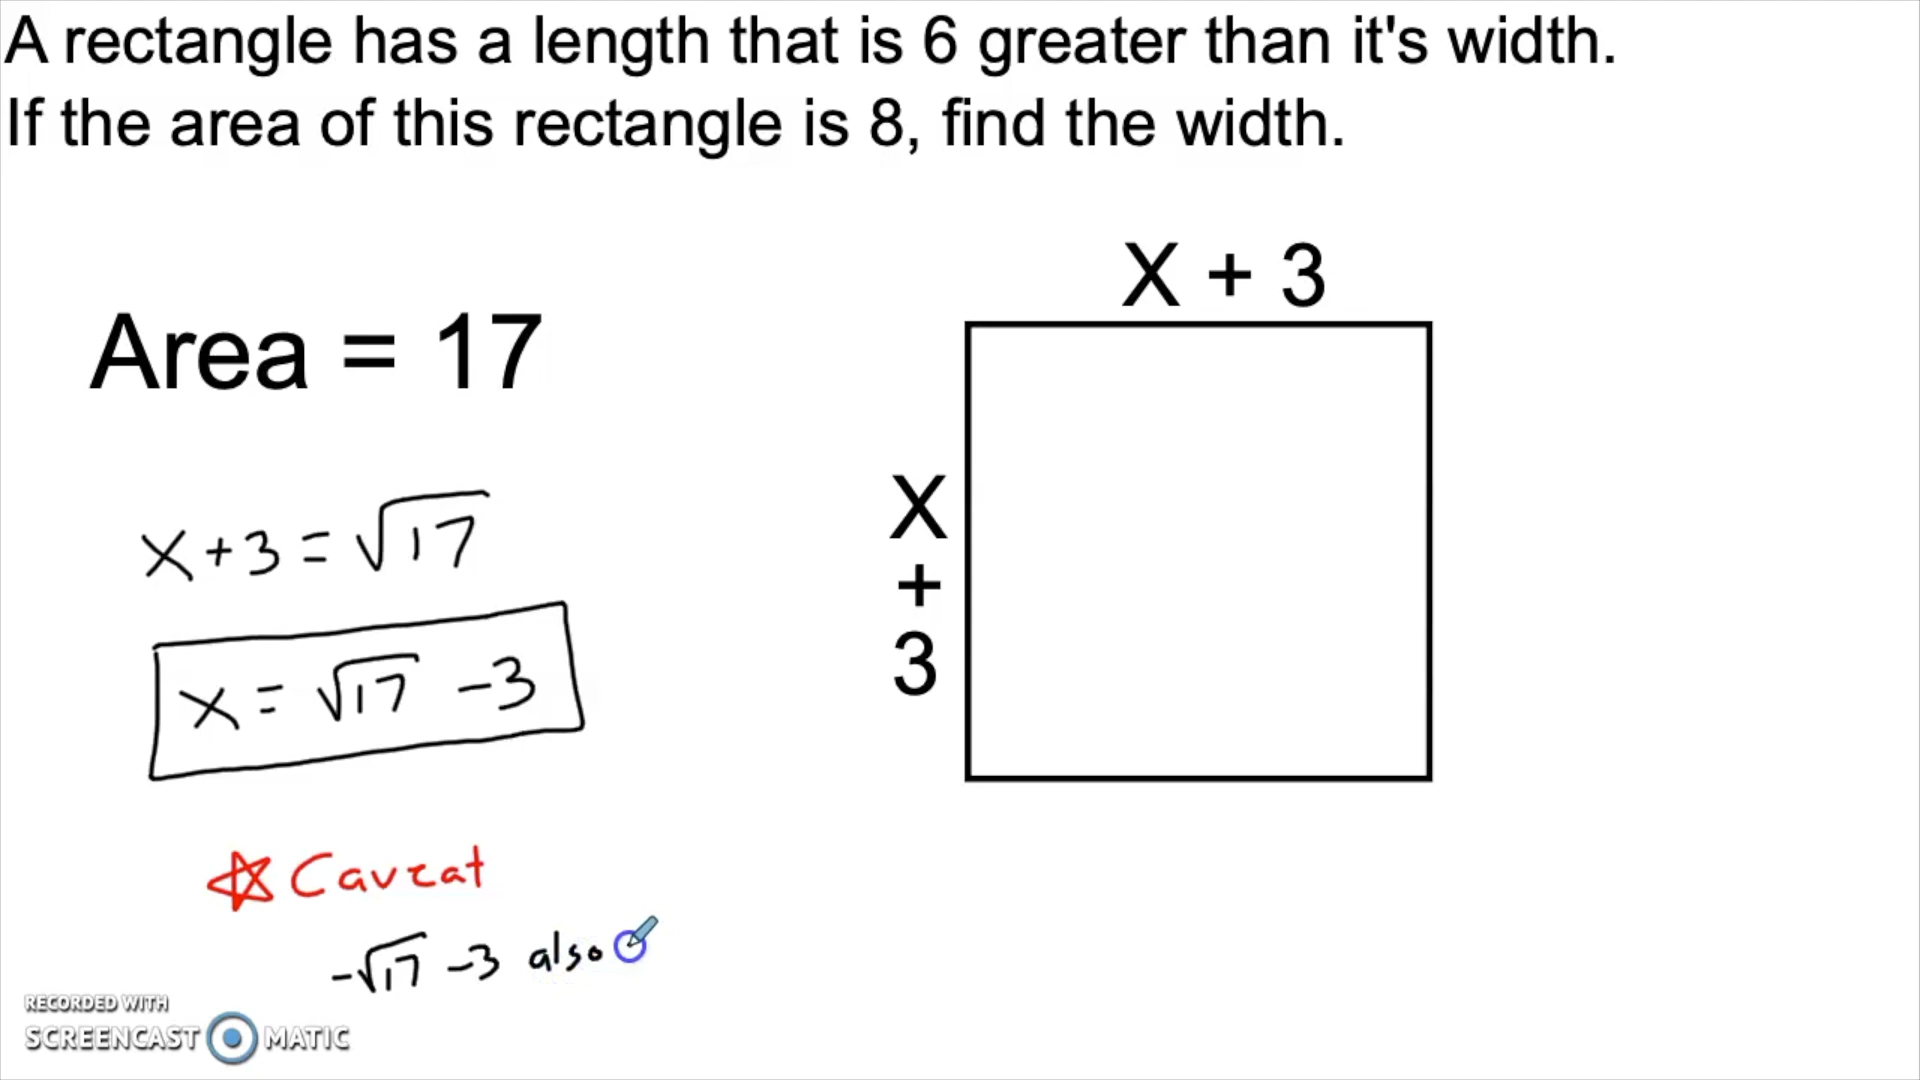 A rectangle has a length that is 6 greater than it's width.
If the area of this rectangle is 8, find the width.
X + 3
Area = 17
X
+
3
x+3=√17
x=√17 -3
Caveat
-√17 -3 also
RECORDED WITH
SCREENCAST MATIC